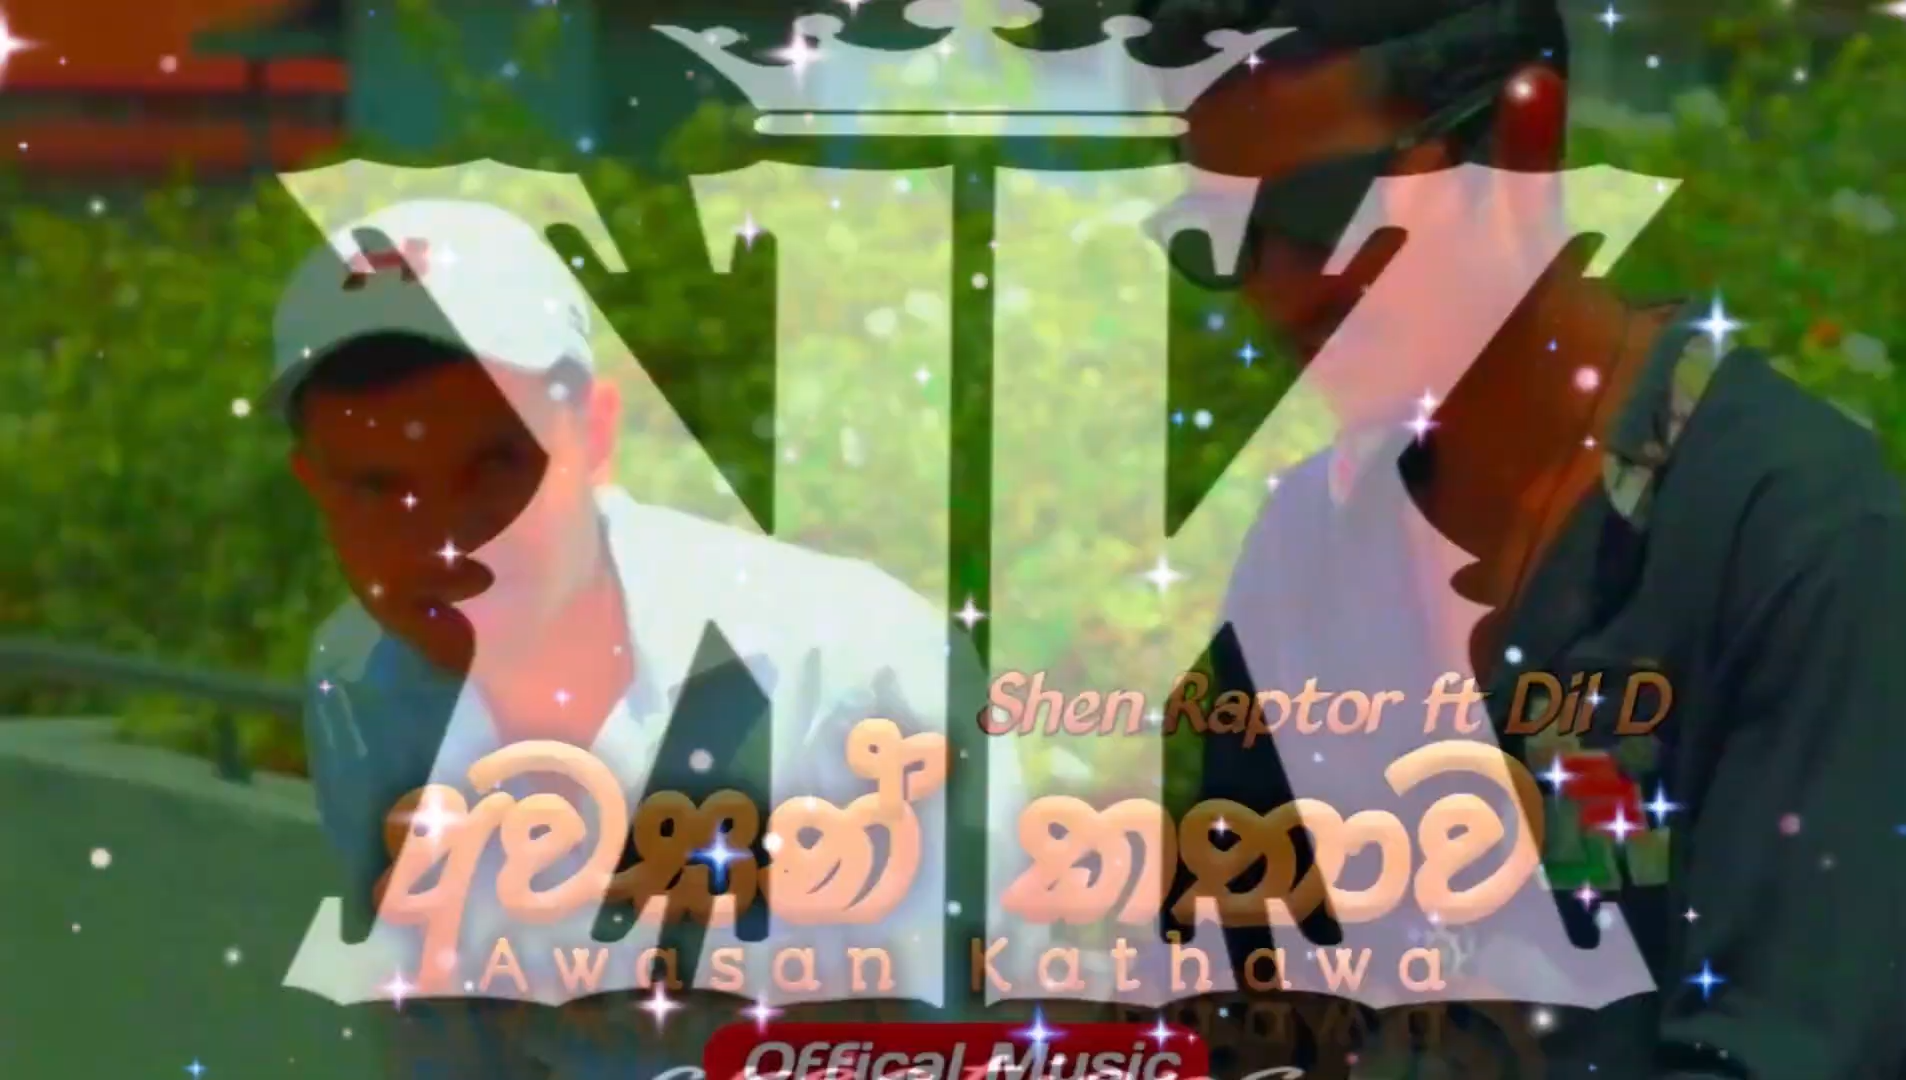 Shen Raptor ft Dil D
අවසන් කතාව
Awasan Kathawa
Offical Music